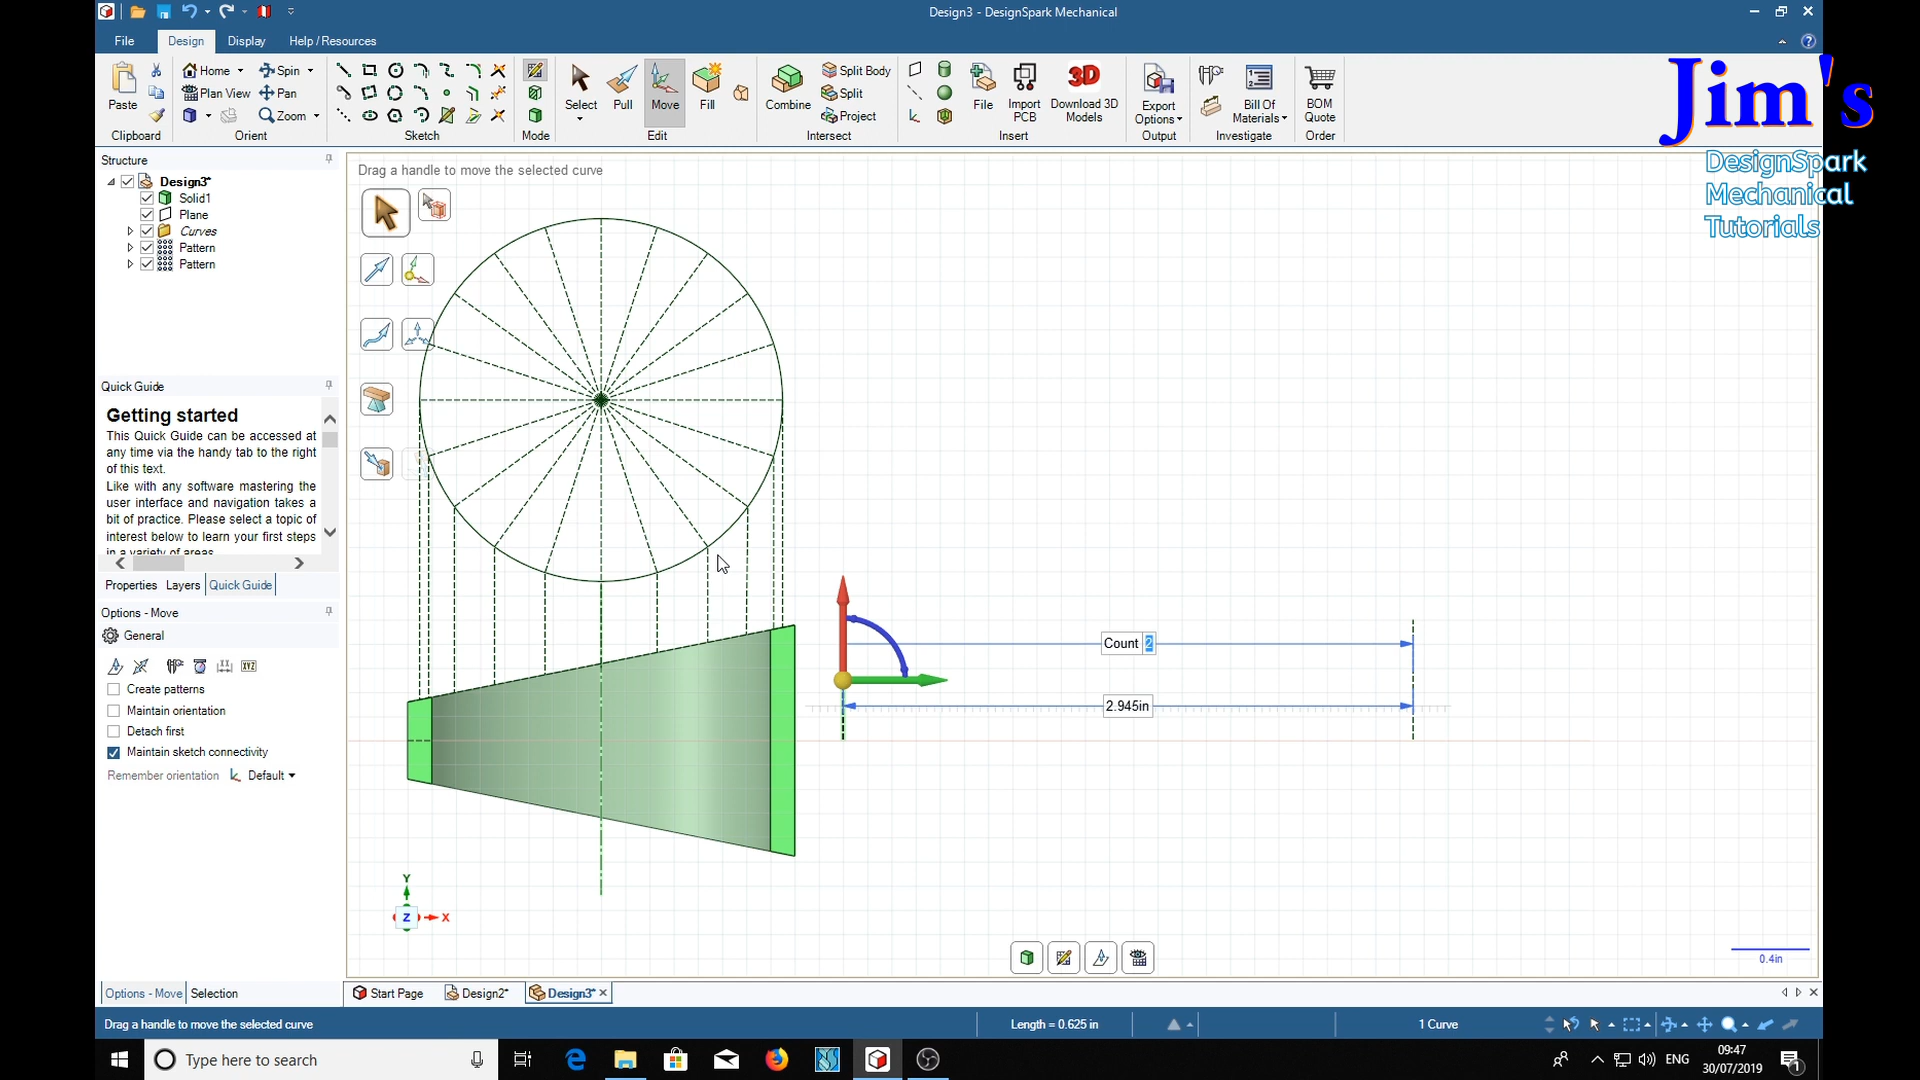 Design3 - DesignSpark Mechanical
File
Design
Display
Help / Resources
Paste
Clipboard
Home
Plan View
Spin
Pan
Zoom
Orient
Sketch
Mode
Select
Pull
Move
Fill
Edit
Combine
Split Body
Split
Project
Intersect
File
Import PCB
3D
Download 3D Models
Insert
Export Options
Output
Bill Of Materials
Investigate
BOM Quote
Order
Jim's
DesignSpark
Mechanical
Tutorials
Structure
Design3*
Solid1
Plane
Curves
Pattern
Pattern
Drag a handle to move the selected curve
Quick Guide
Getting started
This Quick Guide can be accessed at
any time via the handy tab to the right
of this text.
Like with any software mastering the
user interface and navigation takes a
bit of practice. Please select a topic of
interest below to learn your first steps
in a variety of areas
Properties
Layers
Quick Guide
Options - Move
General
XYZ
Create patterns
Maintain orientation
Detach first
Maintain sketch connectivity
Remember orientation
Default
Count 2
2.945in
Y
Z
X
0.4in
Options - Move
Selection
Start Page
Design2*
Design3*
Drag a handle to move the selected curve
Length = 0.625 in
1 Curve
Type here to search
ENG
09:47
30/07/2019
1